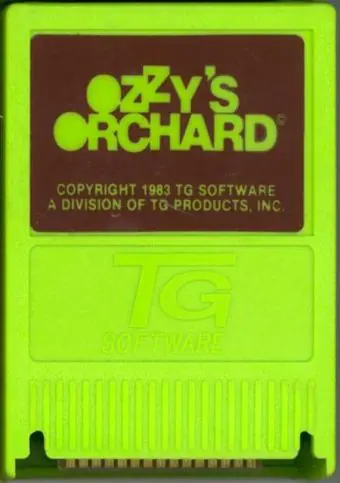 OZZY'S
ORCHARD©
COPYRIGHT 1983 TG SOFTWARE
A DIVISION OF TG PRODUCTS, INC.
TG
SOFTWARE